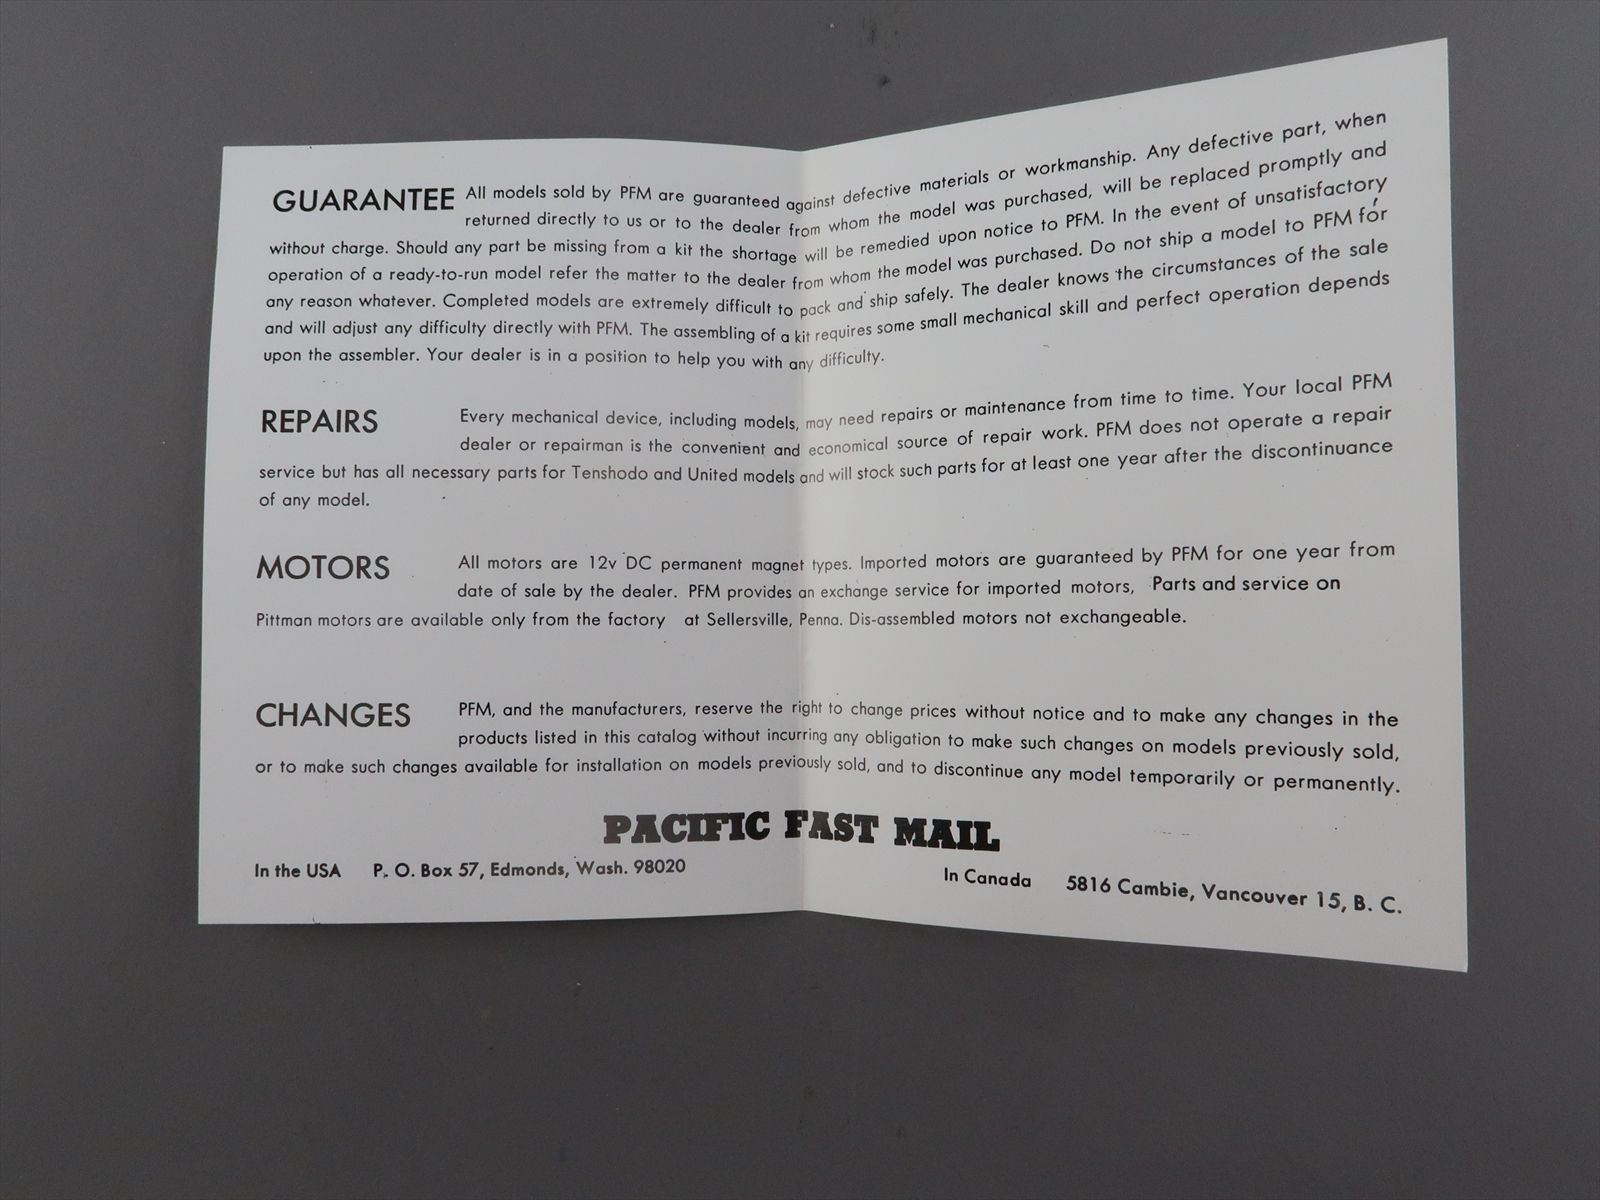 GUARANTEE All models sold by PFM are guaranteed against defective materials or workmanship. Any defective part, when
returned directly to us or to the dealer from whom the model was purchased, will be replaced promptly and
without charge. Should any part be missing from a kit the shortage will be remedied upon notice to PFM. In the event of unsatisfactory
operation of a ready-to-run model refer the matter to the dealer from whom the model was purchased. Do not ship a model to PFM for
any reason whatever. Completed models are extremely difficult to pack and ship safely. The dealer knows the circumstances of the sale
and will adjust any difficulty directly with PFM. The assembling of a kit requires some small mechanical skill and perfect operation depends
upon the assembler. Your dealer is in a position to help you with any difficulty.
REPAIRS Every mechanical device, including models, may need repairs or maintenance from time to time. Your local PFM
dealer or repairman is the convenient and economical source of repair work. PFM does not operate a repair
service but has all necessary parts for Tenshodo and United models and will stock such parts for at least one year after the discontinuance
of any model.
MOTORS All motors are 12v DC permanent magnet types. Imported motors are guaranteed by PFM for one year from
date of sale by the dealer. PFM provides an exchange service for imported motors, Parts and service on
Pittman motors are available only from the factory at Sellersville, Penna. Dis-assembled motors not exchangeable.
CHANGES PFM, and the manufacturers, reserve the right to change prices without notice and to make any changes in the
products listed in this catalog without incurring any obligation to make such changes on models previously sold,
or to make such changes available for installation on models previously sold, and to discontinue any model temporarily or permanently.
PACIFIC FAST MAIL
In the USA P. O. Box 57, Edmonds, Wash. 98020 In Canada 5816 Cambie, Vancouver 15, B. C.